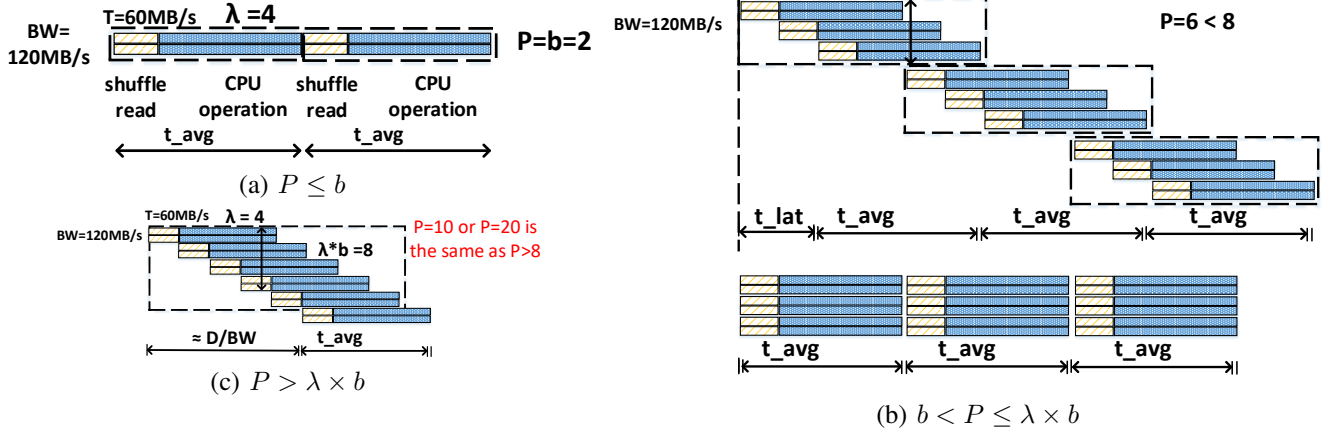 T=60MB/s
λ=4
BW=
120MB/s
P=b=2
shuffle
read
CPU
operation
shuffle
read
CPU
operation
t_avg
t_avg
(a) P ≤ b
T=60MB/s
λ = 4
BW=120MB/s
λ*b =8
P=10 or P=20 is
the same as P>8
≈ D/BW
t_avg
(c) P > λ × b
BW=120MB/s
P=6 < 8
t_lat
t_avg
t_avg
t_avg
t_avg
t_avg
t_avg
(b) b < P ≤ λ × b